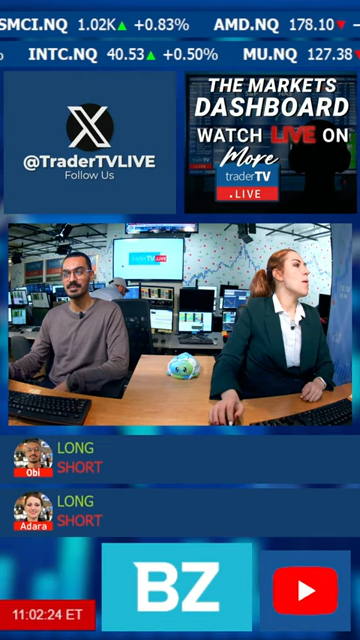 SMCI.NQ 1.02K▲ +0.83% AMD.NQ 178.10▼
% INTC.NQ 40.53▲ +0.50% MU.NQ 127.38▼
X
@TraderTVLIVE
Follow Us
THE MARKETS
DASHBOARD
WATCH LIVE ON
More
traderTV
.LIVE
traderTV.LIVE
LONG
SHORT
Obi
LONG
SHORT
Adara
11:02:24 ET
BZ